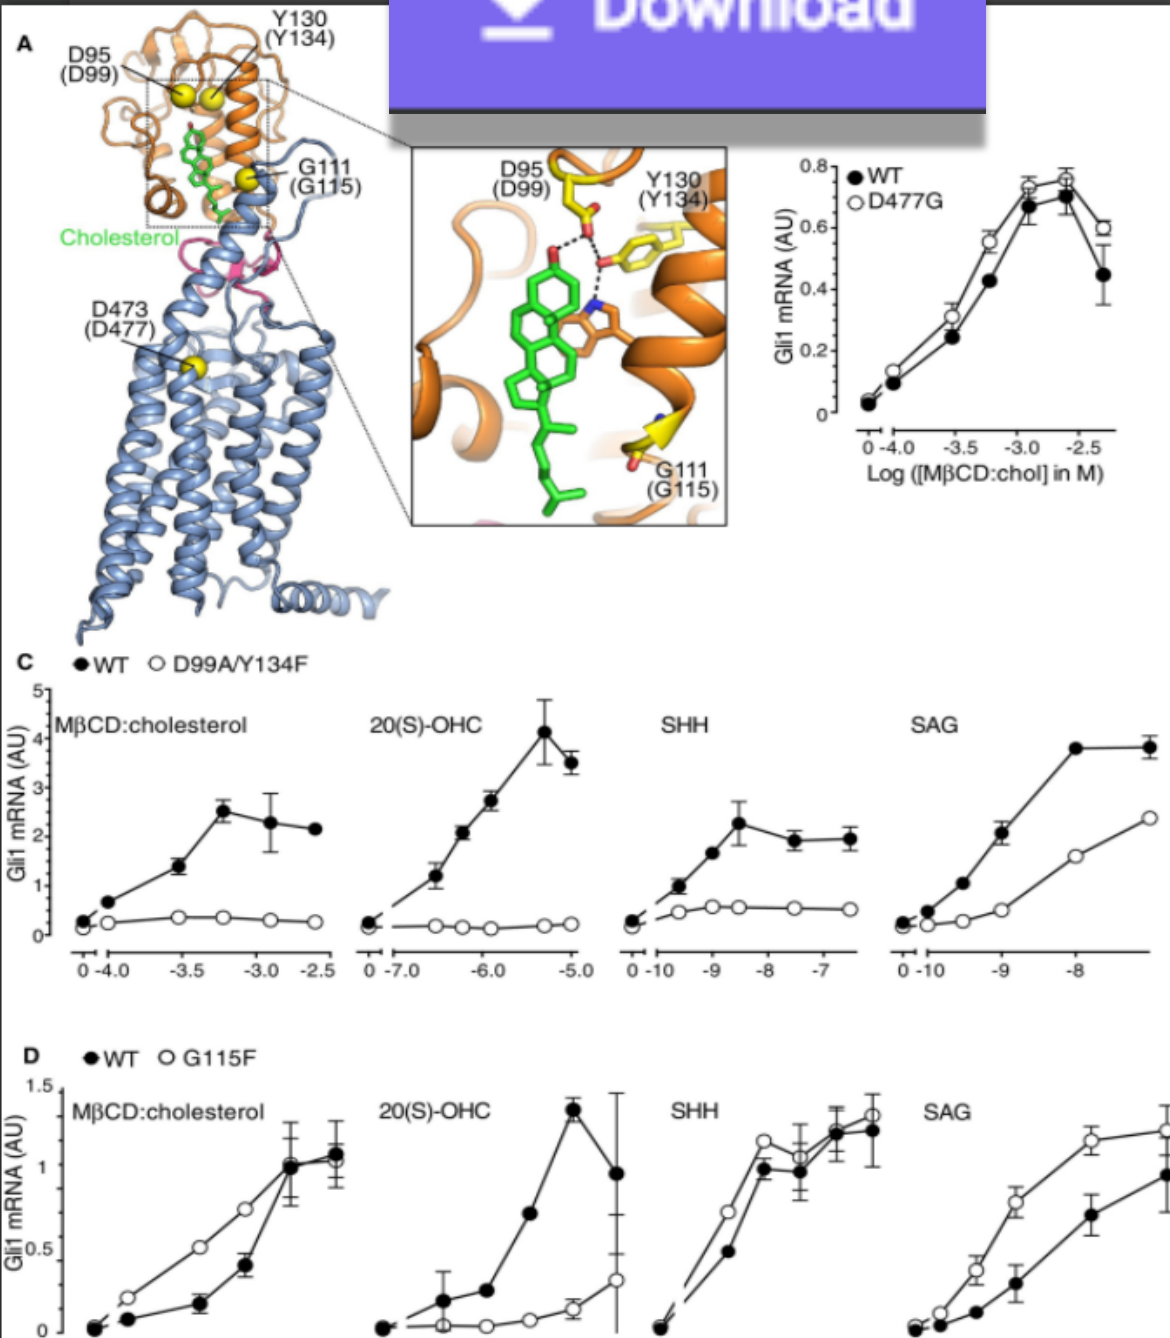 Download
A
Y130
(Y134)
D95
(D99)
G111
(G115)
Cholesterol
D473
(D477)
D95
(D99)
Y130
(Y134)
G111
(G115)
WT
D477G
Gli1 mRNA (AU)
0.8
0.6
0.4
0.2
0
0 -4.0 -3.5 -3.0 -2.5
Log ([MβCD:chol] in M)
C WT D99A/Y134F
Gli1 mRNA (AU)
5
4
3
2
1
0
MβCD:cholesterol
0 -4.0 -3.5 -3.0 -2.5
20(S)-OHC
0 -7.0 -6.0 -5.0
SHH
0 -10 -9 -8 -7
SAG
0 -10 -9 -8
D WT G115F
Gli1 mRNA (AU)
1.5
1
0.5
0
MβCD:cholesterol
20(S)-OHC
SHH
SAG